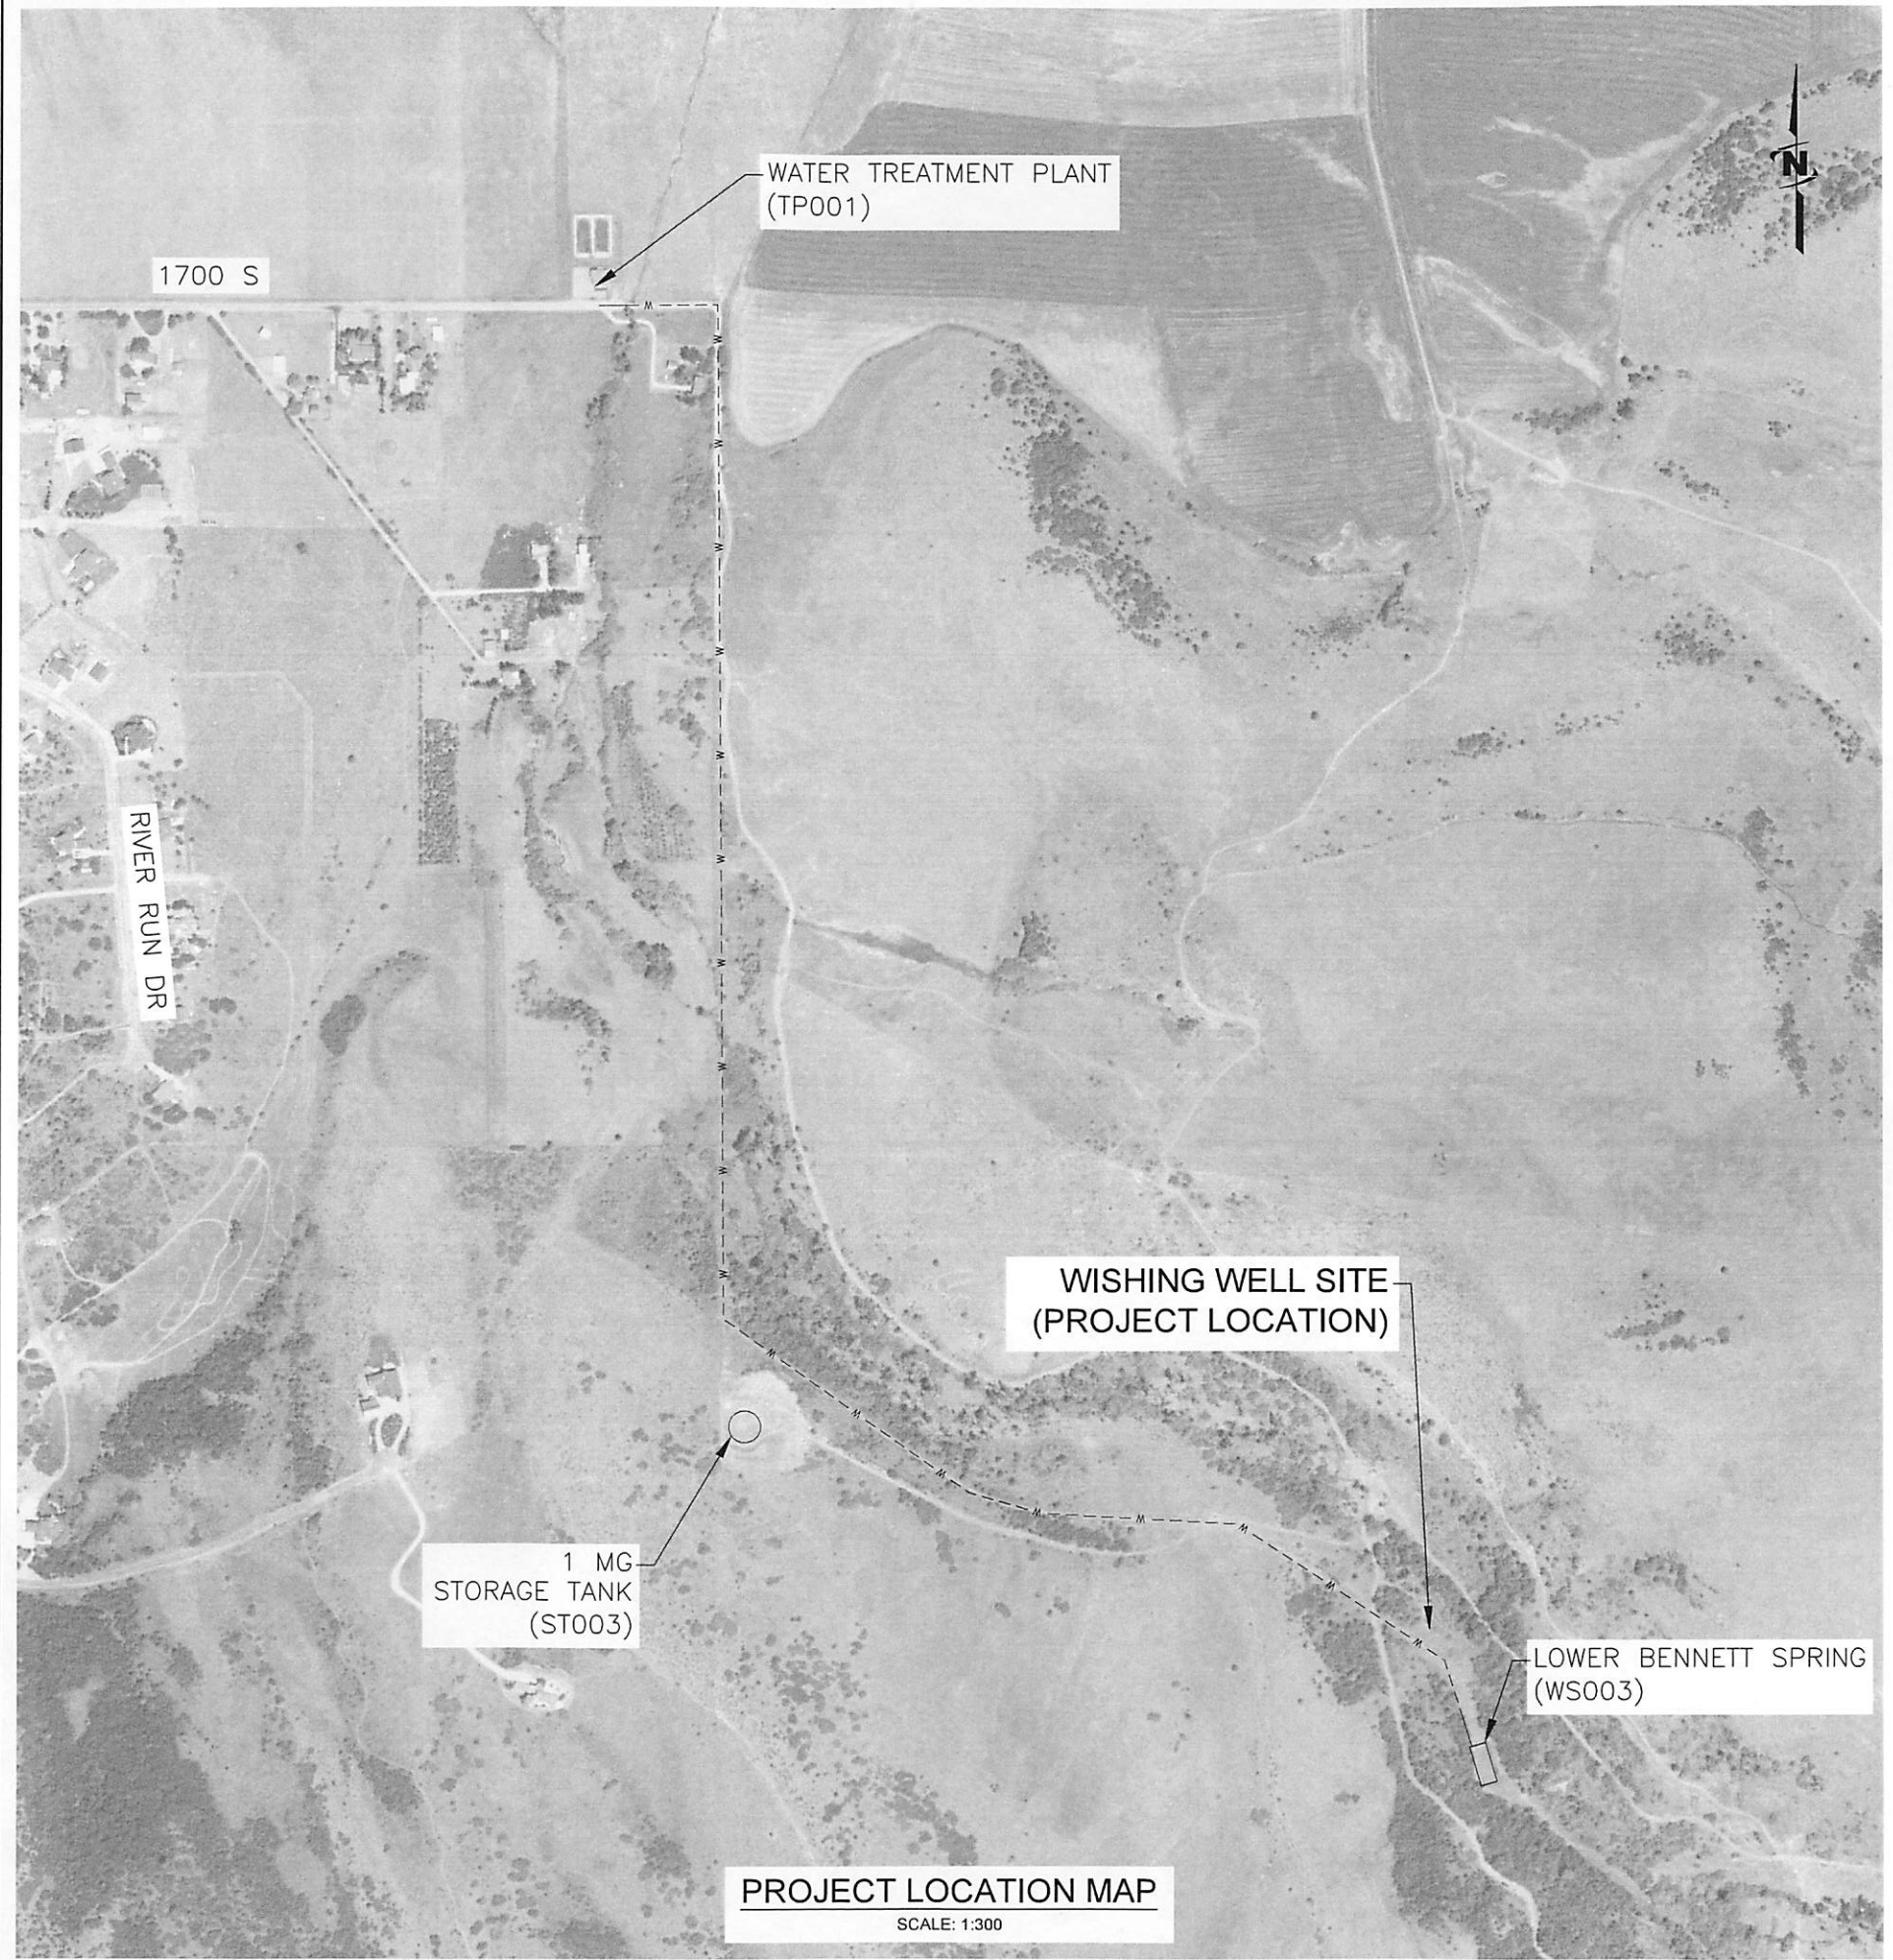 WATER TREATMENT PLANT
(TP001)
N
1700 S
W
W
W
W
W
W
W
W
W
W
W
RIVER RUN DR
WISHING WELL SITE
(PROJECT LOCATION)
W
W
W
W
W
W
W
W
1 MG
STORAGE TANK
(ST003)
LOWER BENNETT SPRING
(WS003)
PROJECT LOCATION MAP
SCALE: 1:300